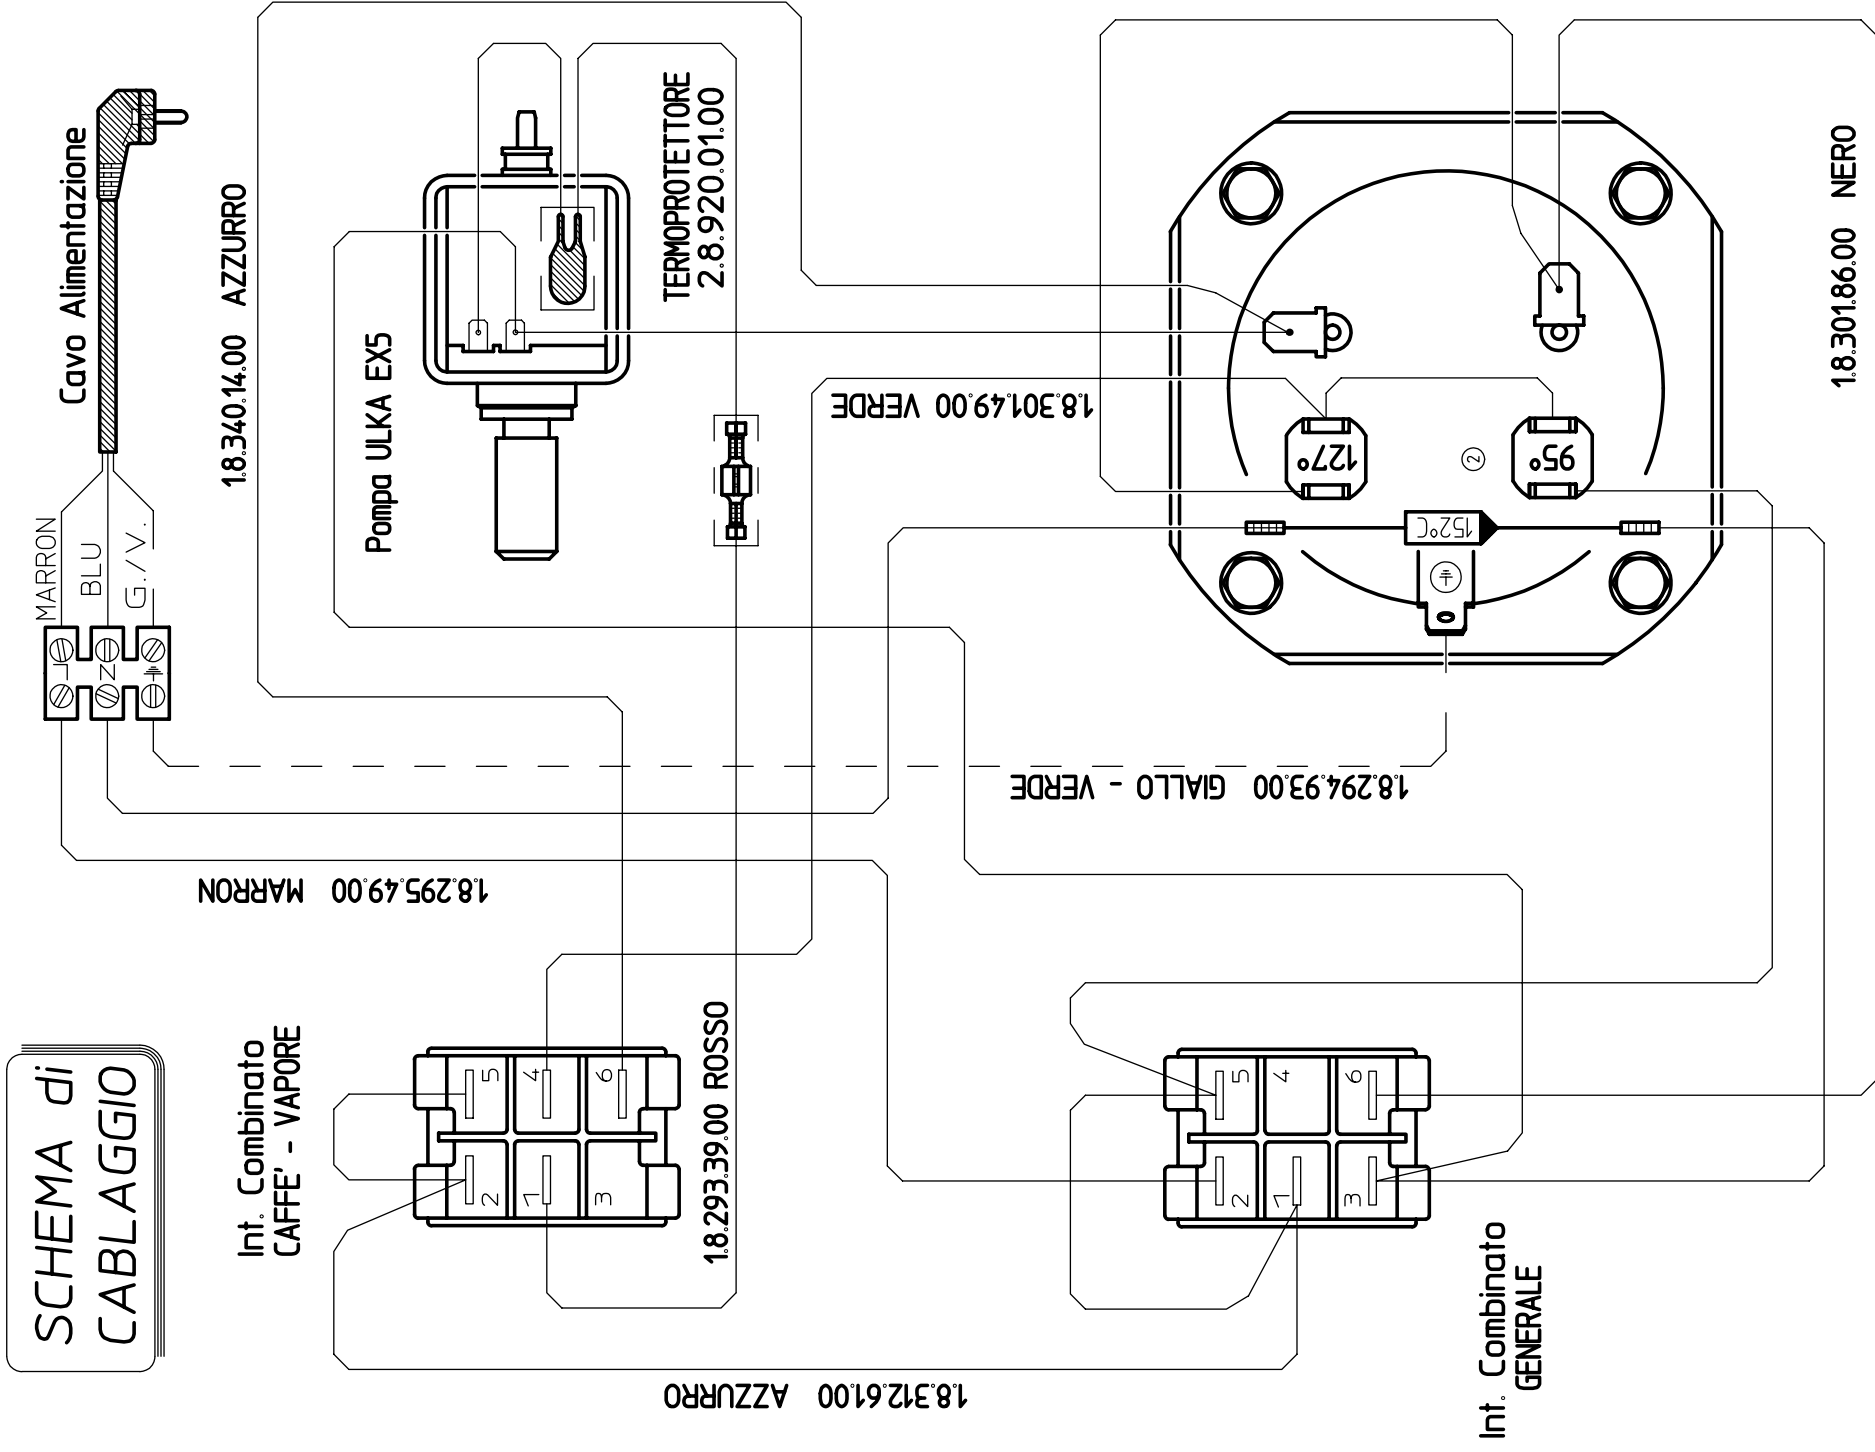 SCHEMA di
CABLAGGIO
Cavo Alimentazione
MARRON
BLU
G./V.
L
N
1.8.340.14.00 AZZURRO
Pompa ULKA EX5
TERMOPROTETTORE
2.8.920.01.00
1.8.301.49.00 VERDE
127°
95°
2
152°C
1.8.301.86.00 NERO
1.8.294.93.00 GIALLO - VERDE
1.8.295.49.00 MARRON
Int. Combinato
CAFFE' - VAPORE
5
4
6
2
1
3
1.8.293.39.00 ROSSO
5
4
6
2
1
3
Int. Combinato
GENERALE
1.8.312.61.00 AZZURRO